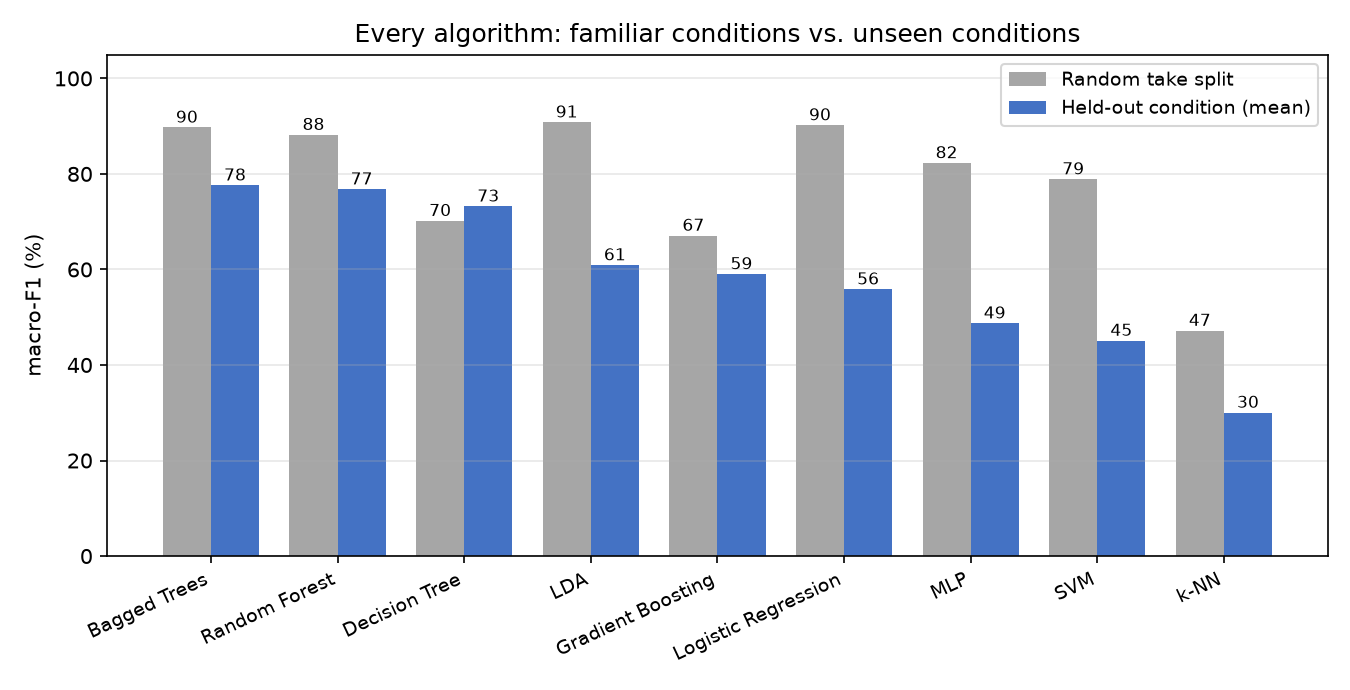 Every algorithm: familiar conditions vs. unseen conditions
Random take split
Held-out condition (mean)
macro-F1 (%)
100
80
60
40
20
0
90
78
88
77
70
73
91
61
67
59
90
56
82
49
79
45
47
30
Bagged Trees
Random Forest
Decision Tree
LDA
Gradient Boosting
Logistic Regression
MLP
SVM
k-NN